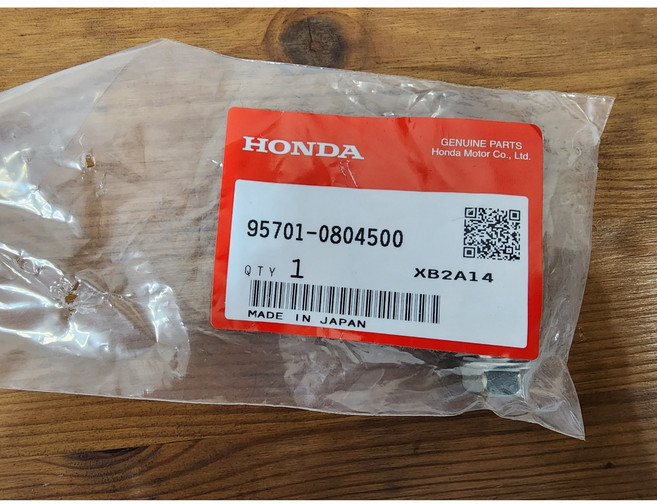 HONDA
GENUINE PARTS
Honda Motor Co., Ltd.
95701-0804500
QTY 1
XB2A14
MADE IN JAPAN